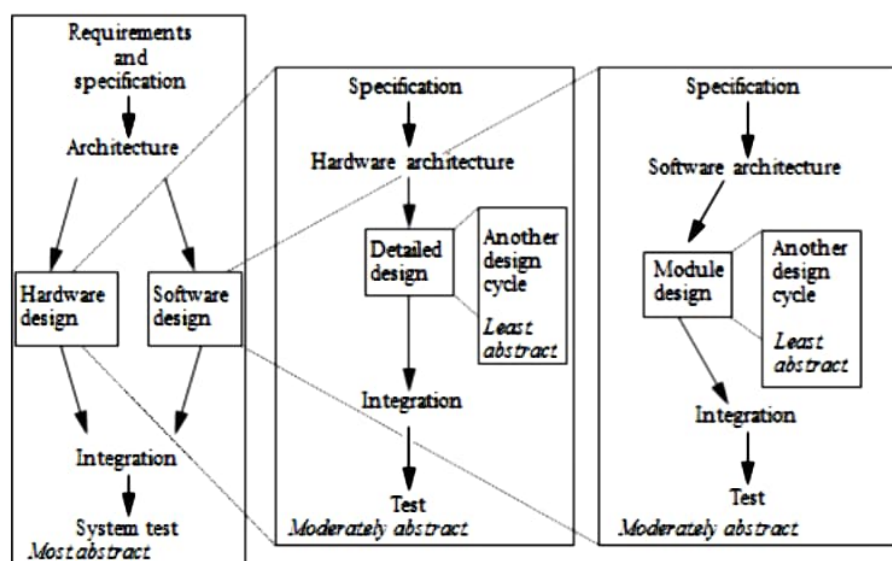 Requirements
and
specification
Architecture
Hardware
design
Software
design
Integration
System test
Most abstract
Specification
Hardware architecture
Detailed
design
Another
design
cycle
Least
abstract
Integration
Test
Moderately abstract
Specification
Software architecture
Module
design
Another
design
cycle
Least
abstract
Integration
Test
Moderately abstract